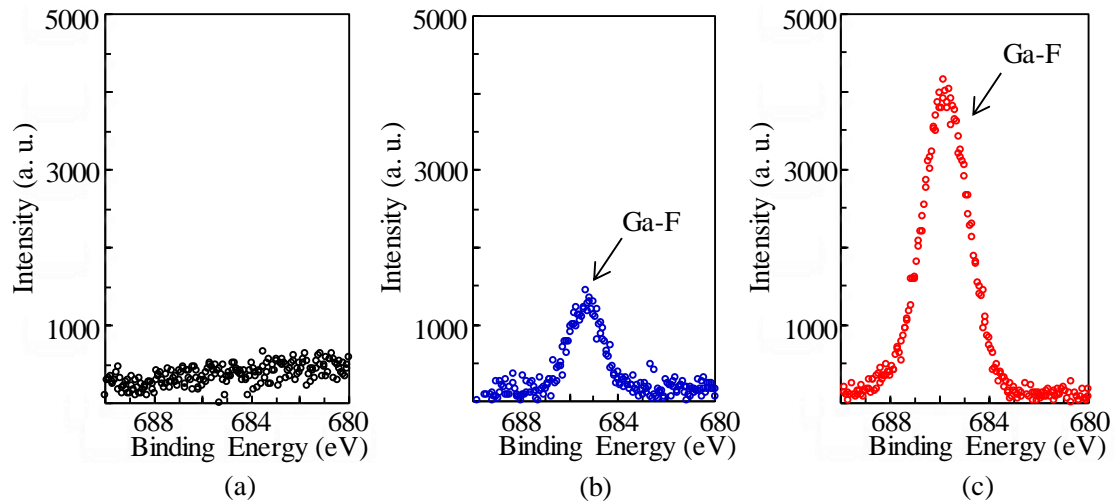 5000
3000
1000
Intensity (a. u.)
688
684
680
Binding Energy (eV)
(a)
5000
3000
1000
Intensity (a. u.)
Ga-F
688
684
680
Binding Energy (eV)
(b)
5000
3000
1000
Intensity (a. u.)
Ga-F
688
684
680
Binding Energy (eV)
(c)